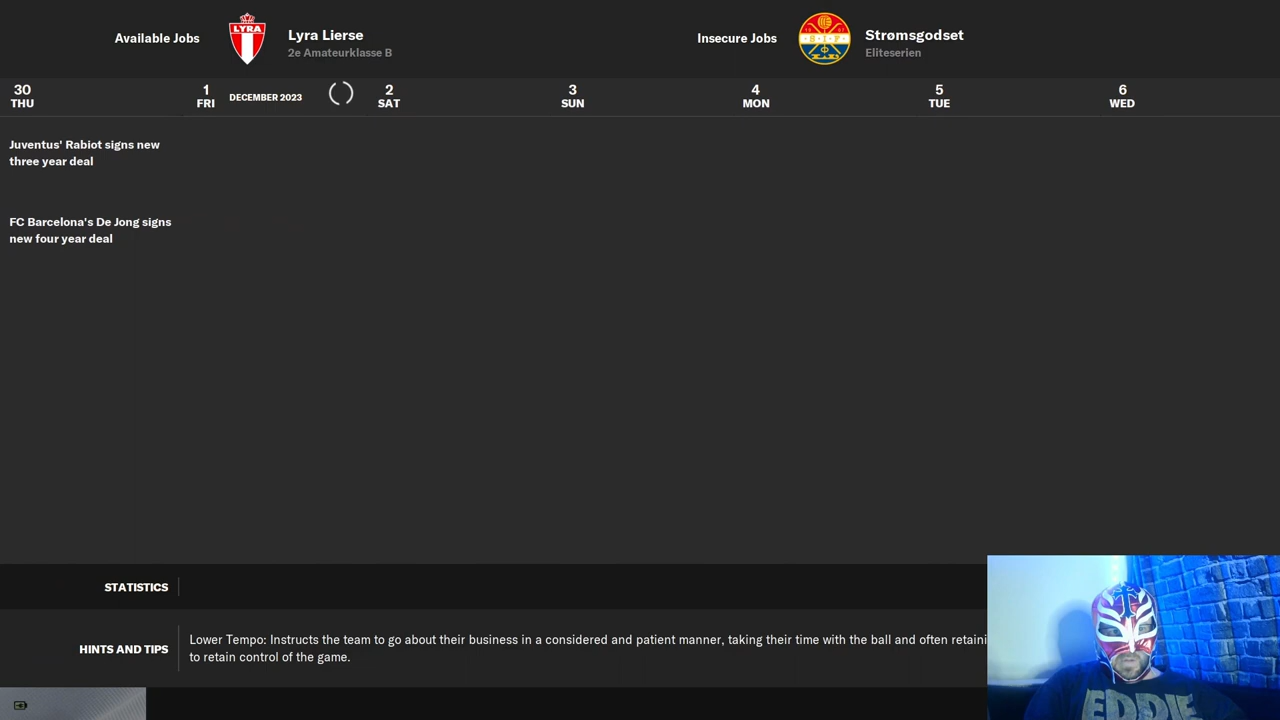 Available Jobs
LYRA
Lyra Lierse
2e Amateurklasse B
Insecure Jobs
Strømsgodset
Eliteserien
30
THU
1
FRI
DECEMBER 2023
2
SAT
3
SUN
4
MON
5
TUE
6
WED
Juventus' Rabiot signs new
three year deal
FC Barcelona's De Jong signs
new four year deal
STATISTICS
HINTS AND TIPS
Lower Tempo: Instructs the team to go about their business in a considered and patient manner, taking their time with the ball and often retaini
to retain control of the game.
EDDIE